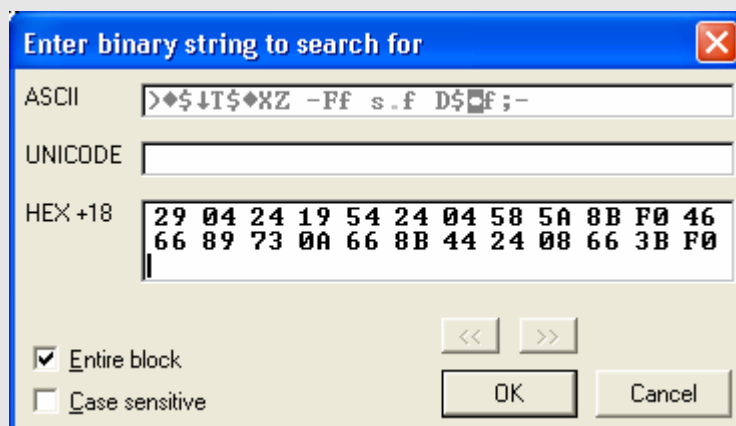 Enter binary string to search for
ASCII
>♦$↓T$♦XZ -Ff s.f D$◘f;-
UNICODE
HEX +18
29 04 24 19 54 24 04 58 5A 8B F0 46
66 89 73 0A 66 8B 44 24 08 66 3B F0
<< >>
Entire block
Case sensitive
OK Cancel